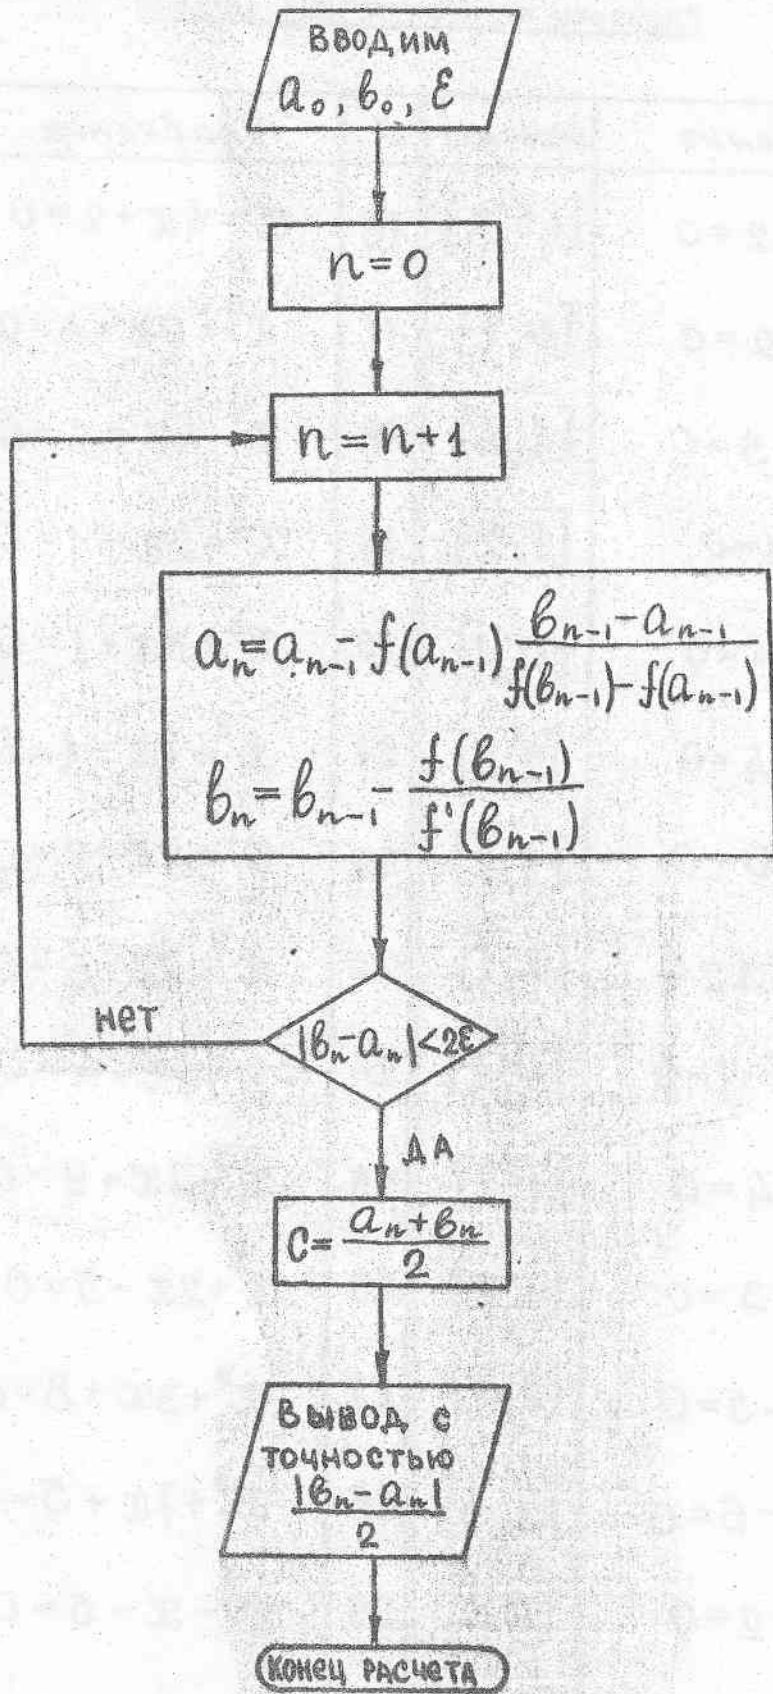 Вводим
a₀, b₀, ε
n=0
n=n+1
aₙ=aₙ₋₁-f(aₙ₋₁) (bₙ₋₁-aₙ₋₁)/(f(bₙ₋₁)-f(aₙ₋₁))
bₙ=bₙ₋₁- f(bₙ₋₁)/f'(bₙ₋₁)
нет
|bₙ-aₙ|<2ε
ДА
C=(aₙ+bₙ)/2
Вывод с
точностью
|bₙ-aₙ|/2
Конец расчета